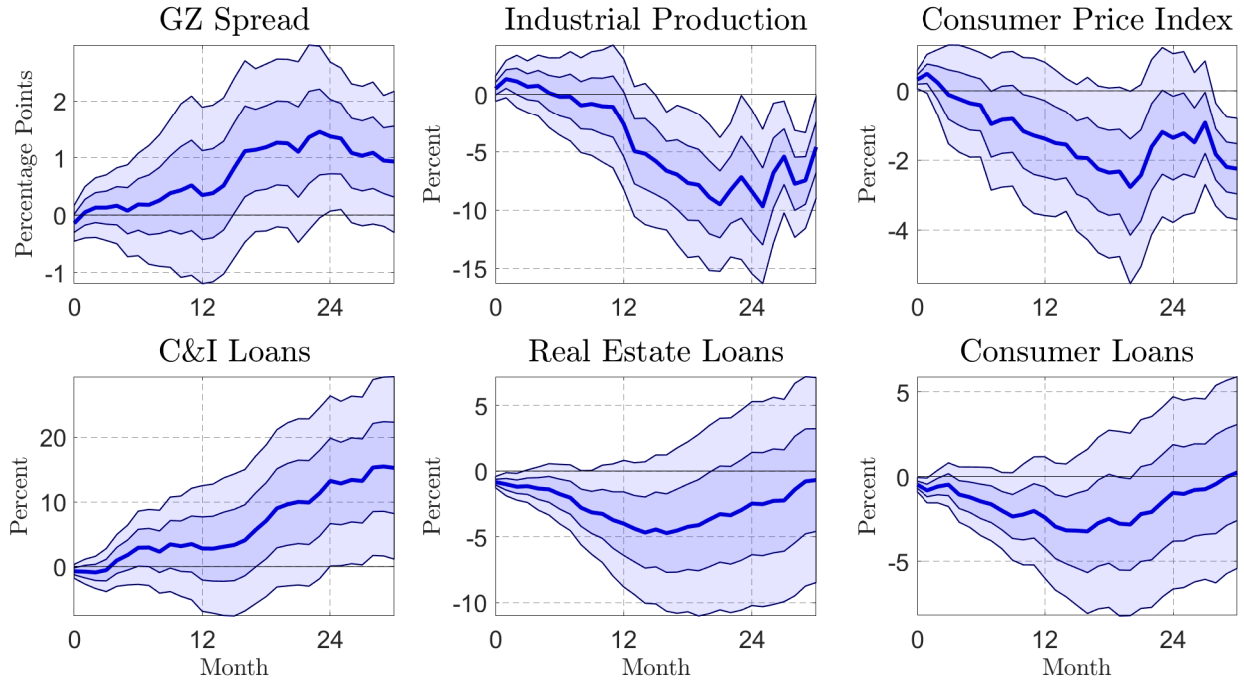 GZ Spread
Percentage Points
2
1
0
-1
0 12 24
Industrial Production
Percent
0
-5
-10
-15
0 12 24
Consumer Price Index
Percent
0
-2
-4
0 12 24
C&I Loans
Percent
20
10
0
0 12 24
Month
Real Estate Loans
Percent
5
0
-5
-10
0 12 24
Month
Consumer Loans
Percent
5
0
-5
0 12 24
Month